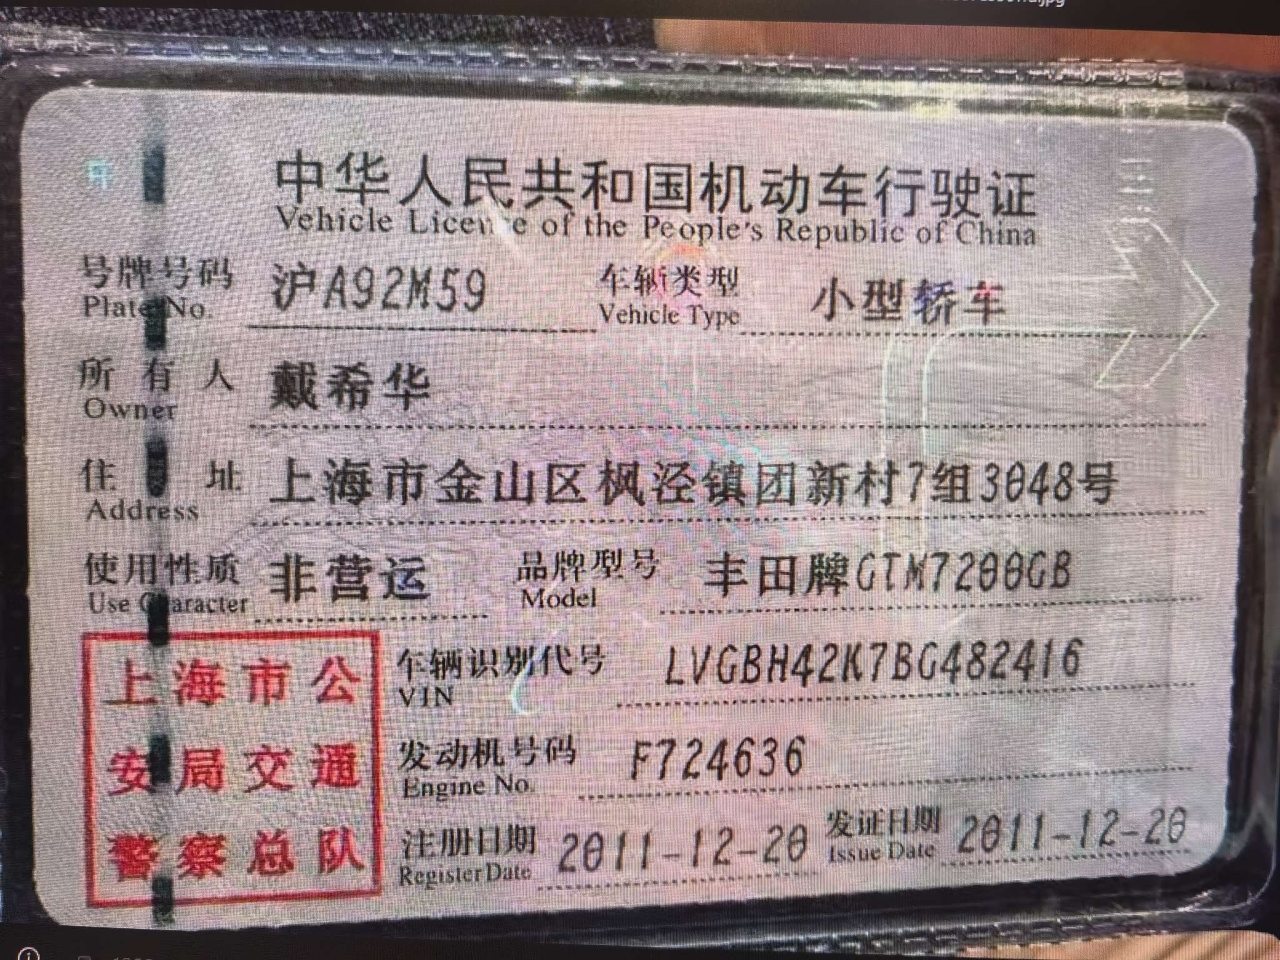 中华人民共和国机动车行驶证
Vehicle License of the People's Republic of China
号牌号码 沪A92M59 车辆类型 小型轿车
Plate No. Vehicle Type
所有人 戴希华
Owner
住址 上海市金山区枫泾镇团新村7组3048号
Address
使用性质 非营运 品牌型号 丰田牌GTM7200GB
Use Character Model
上海市公
安局交通
警察总队
车辆识别代号 LVGBH42K7BG482416
VIN
发动机号码 F724636
Engine No.
注册日期 2011-12-20 发证日期 2011-12-20
Register Date Issue Date